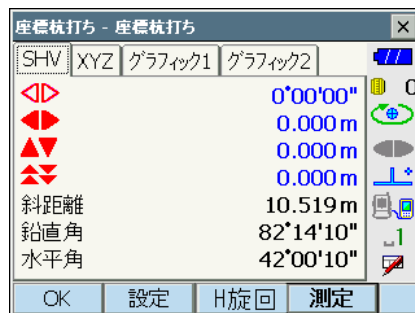 座標杭打ち - 座標杭打ち
SHV XYZ グラフィック1 グラフィック2
0°00'00"
0.000 m
0.000 m
0.000 m
斜距離 10.519 m
鉛直角 82°14'10"
水平角 42°00'10"
0
1
OK 設定 H旋回 測定